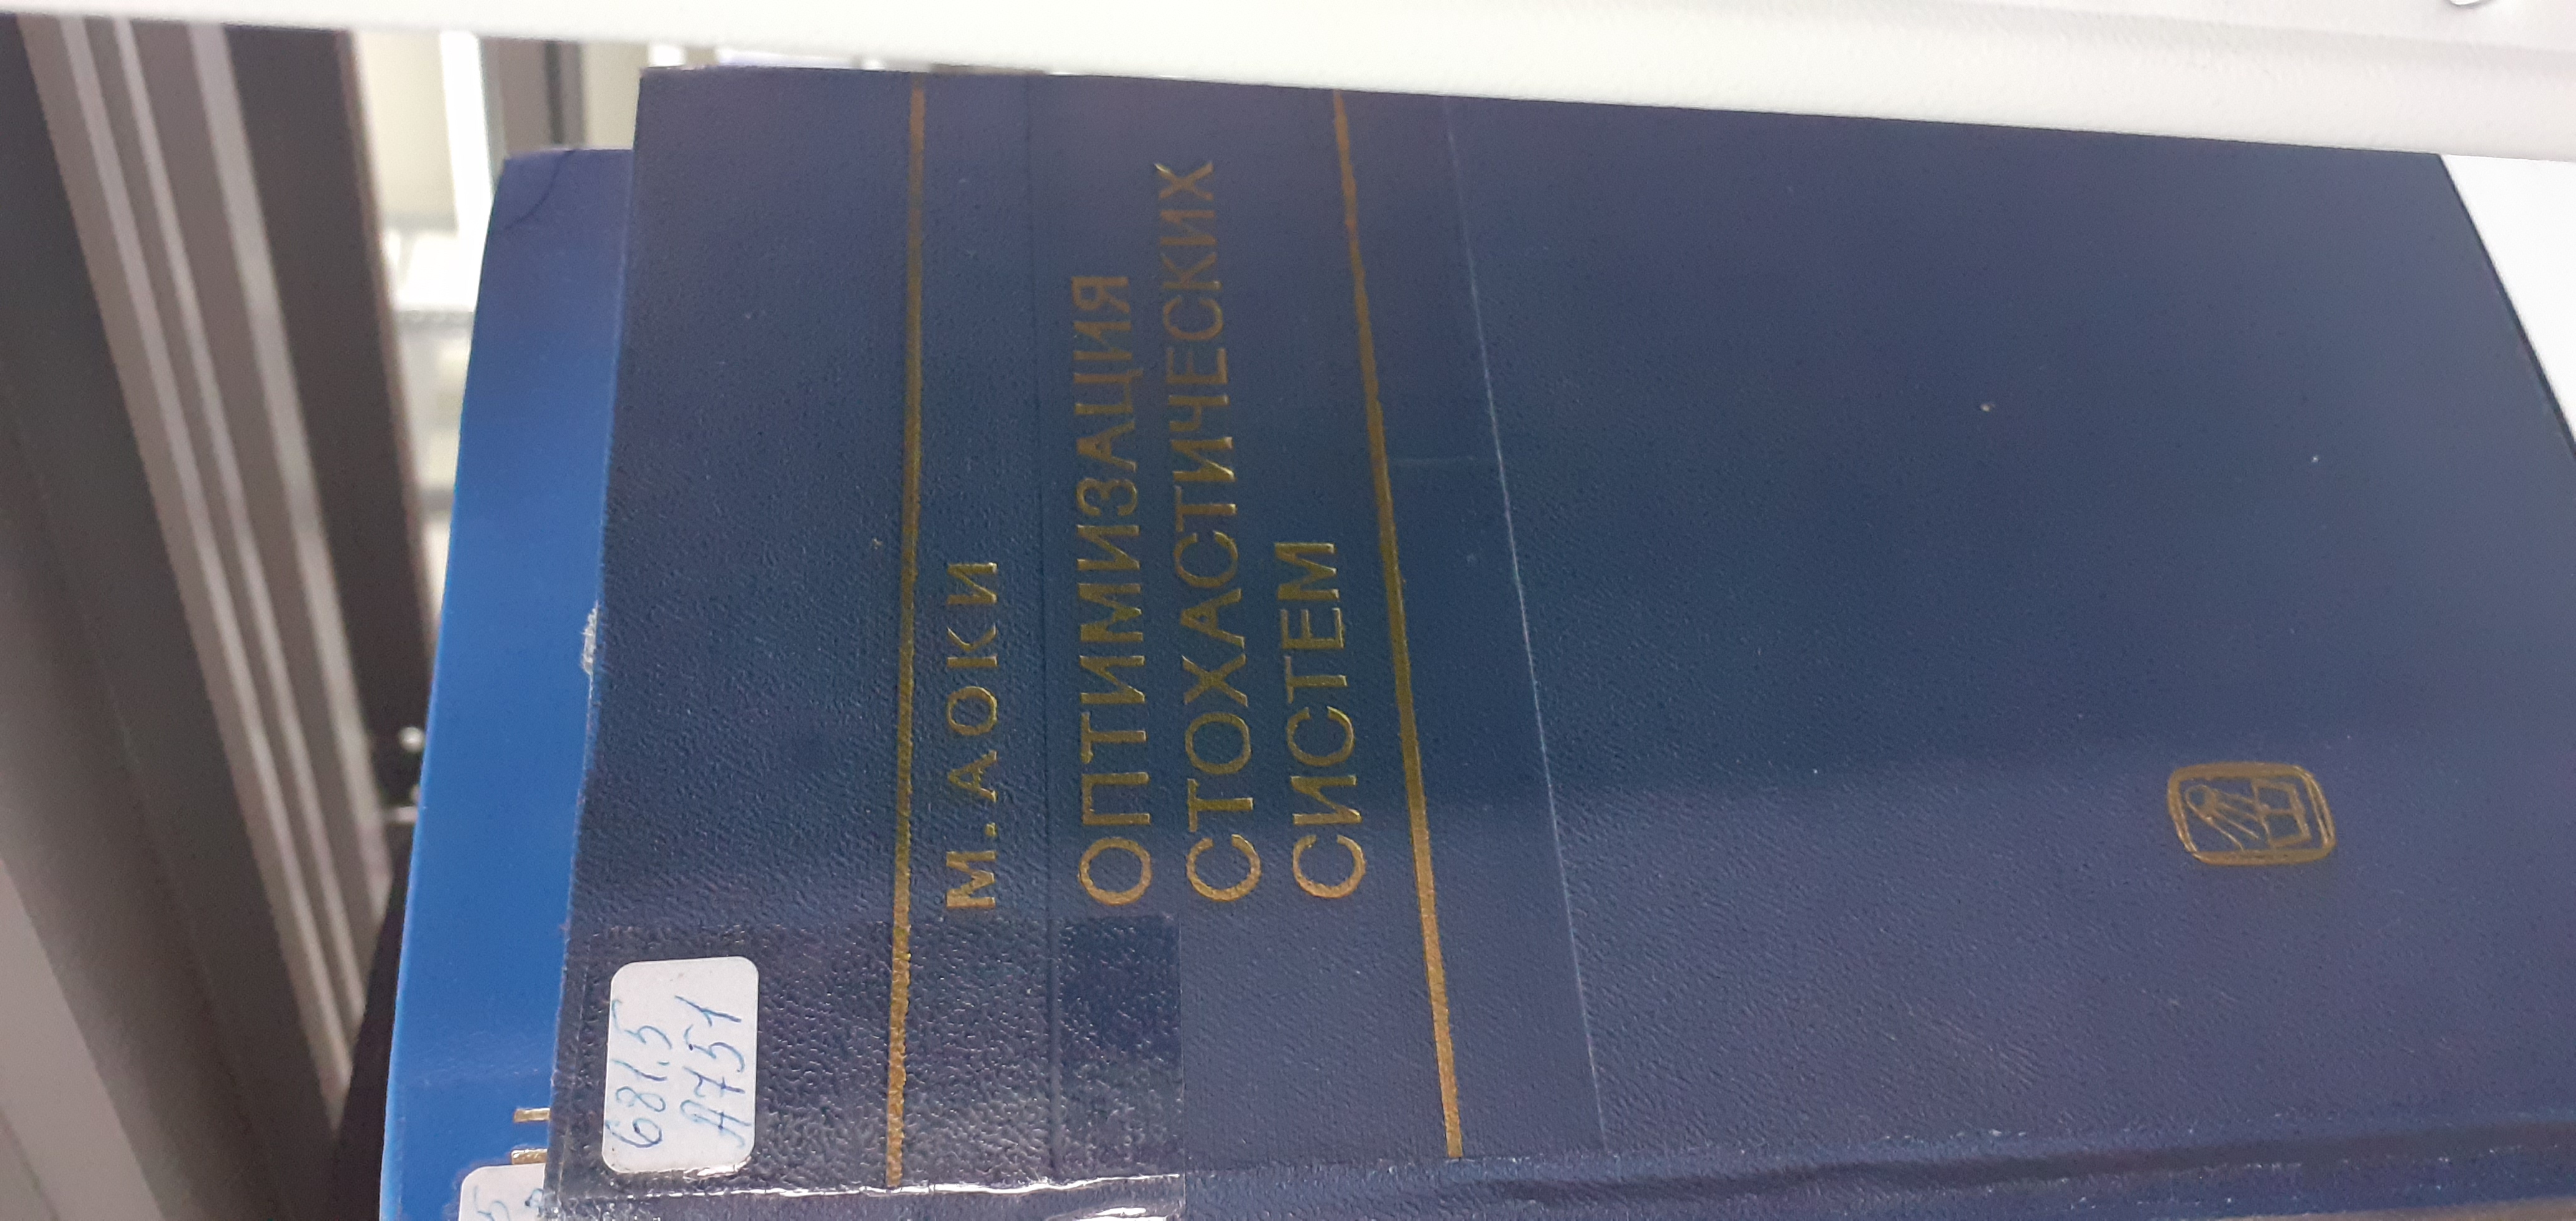 М. АОКИ
ОПТИМИЗАЦИЯ
СТОХАСТИЧЕСКИХ
СИСТЕМ
681.5
А751